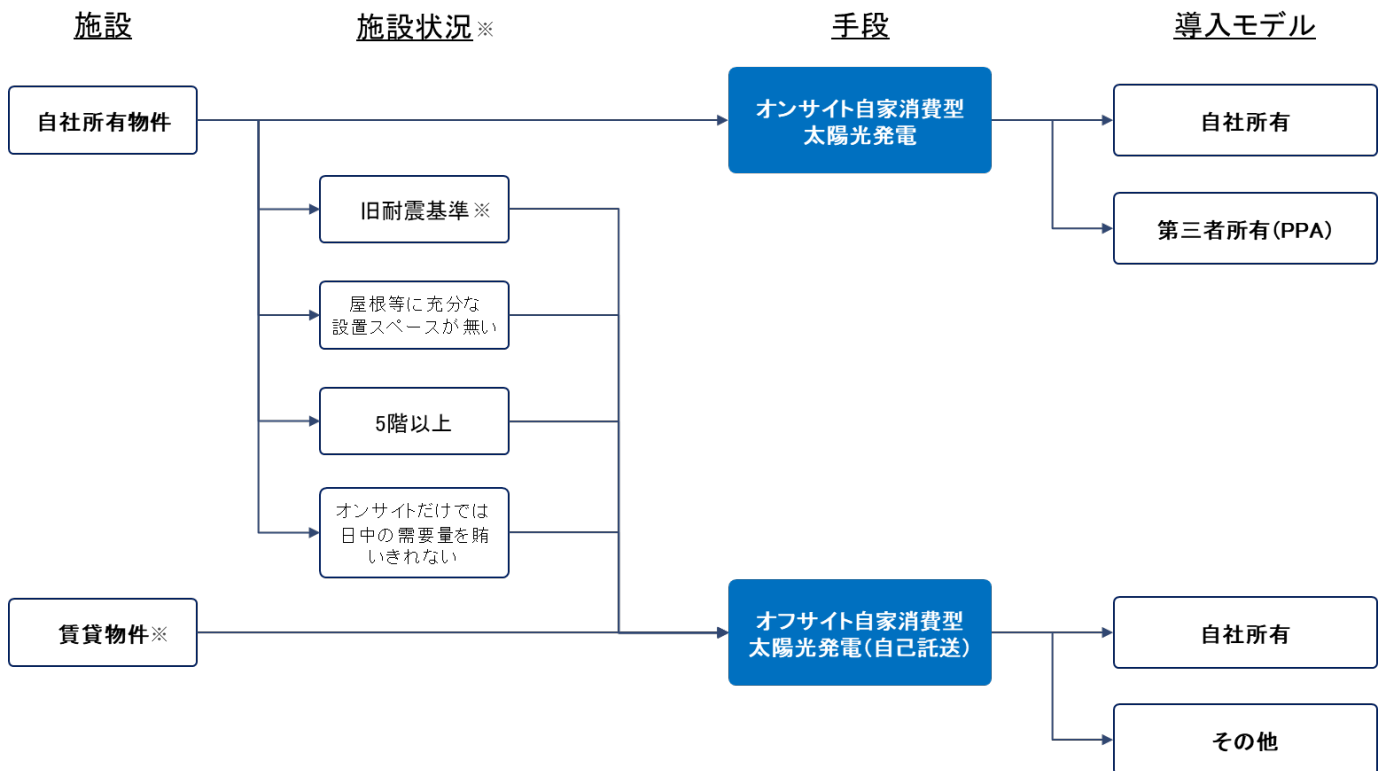 施設
施設状況※
手段
導入モデル
自社所有物件
オンサイト自家消費型
太陽光発電
自社所有
第三者所有(PPA)
旧耐震基準※
屋根等に充分な
設置スペースが無い
5階以上
オンサイトだけでは
日中の需要量を賄
いきれない
賃貸物件※
オフサイト自家消費型
太陽光発電(自己託送)
自社所有
その他